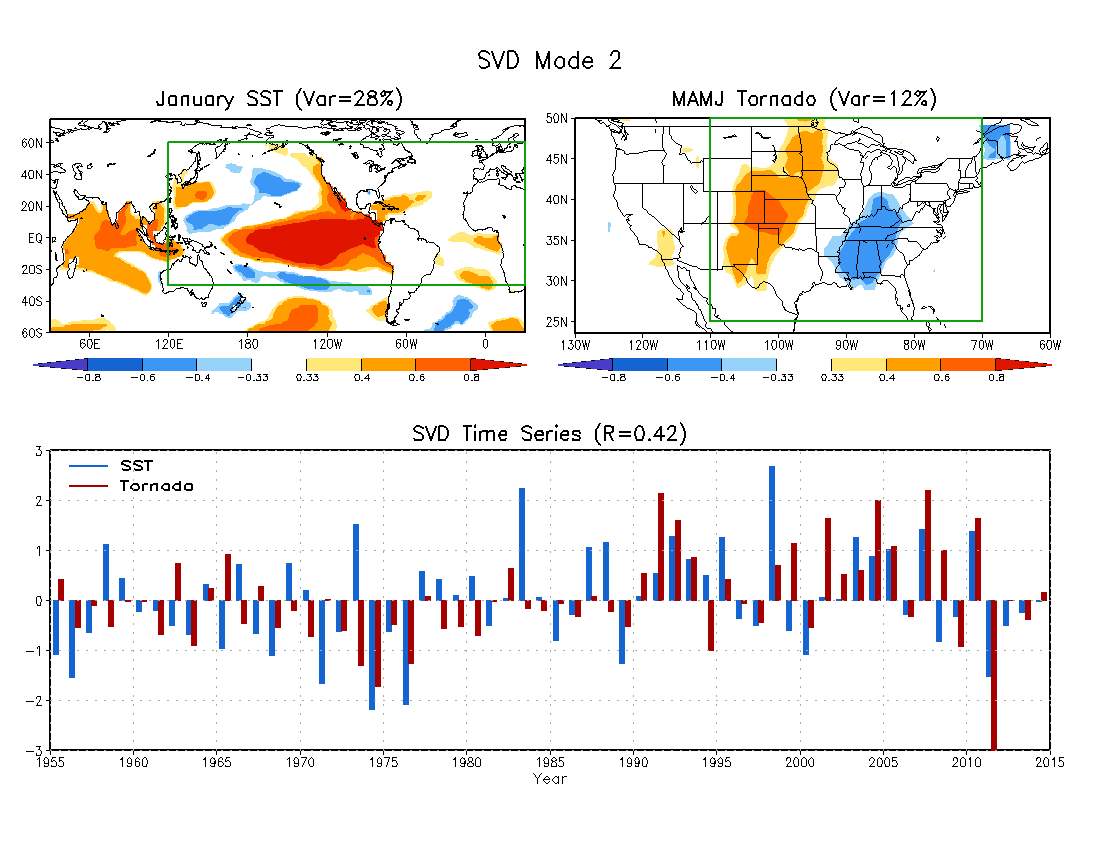 SVD Mode 2
January SST (Var=28%)
MAMJ Tornado (Var=12%)
60N
40N
20N
EQ
20S
40S
60S
60E 120E 180 120W 60W 0
-0.8 -0.6 -0.4 -0.33 0.33 0.4 0.6 0.8
50N
45N
40N
35N
30N
25N
130W 120W 110W 100W 90W 80W 70W 60W
-0.8 -0.6 -0.4 -0.33 0.33 0.4 0.6 0.8
SVD Time Series (R=0.42)
SST
Tornado
3
2
1
0
-1
-2
-3
1955 1960 1965 1970 1975 1980 1985 1990 1995 2000 2005 2010 2015
Year